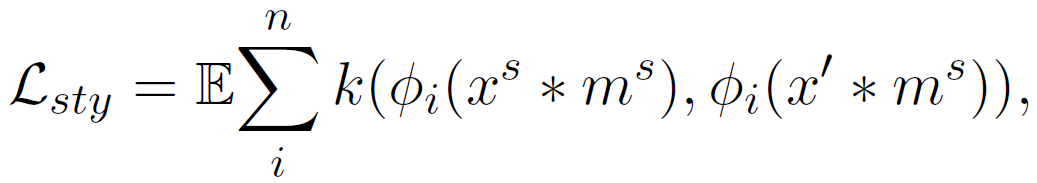 $\mathcal{L}_{sty} = \mathbb{E} \sum_{i}^{n} k(\phi_i(x^s * m^s), \phi_i(x' * m^s)),$